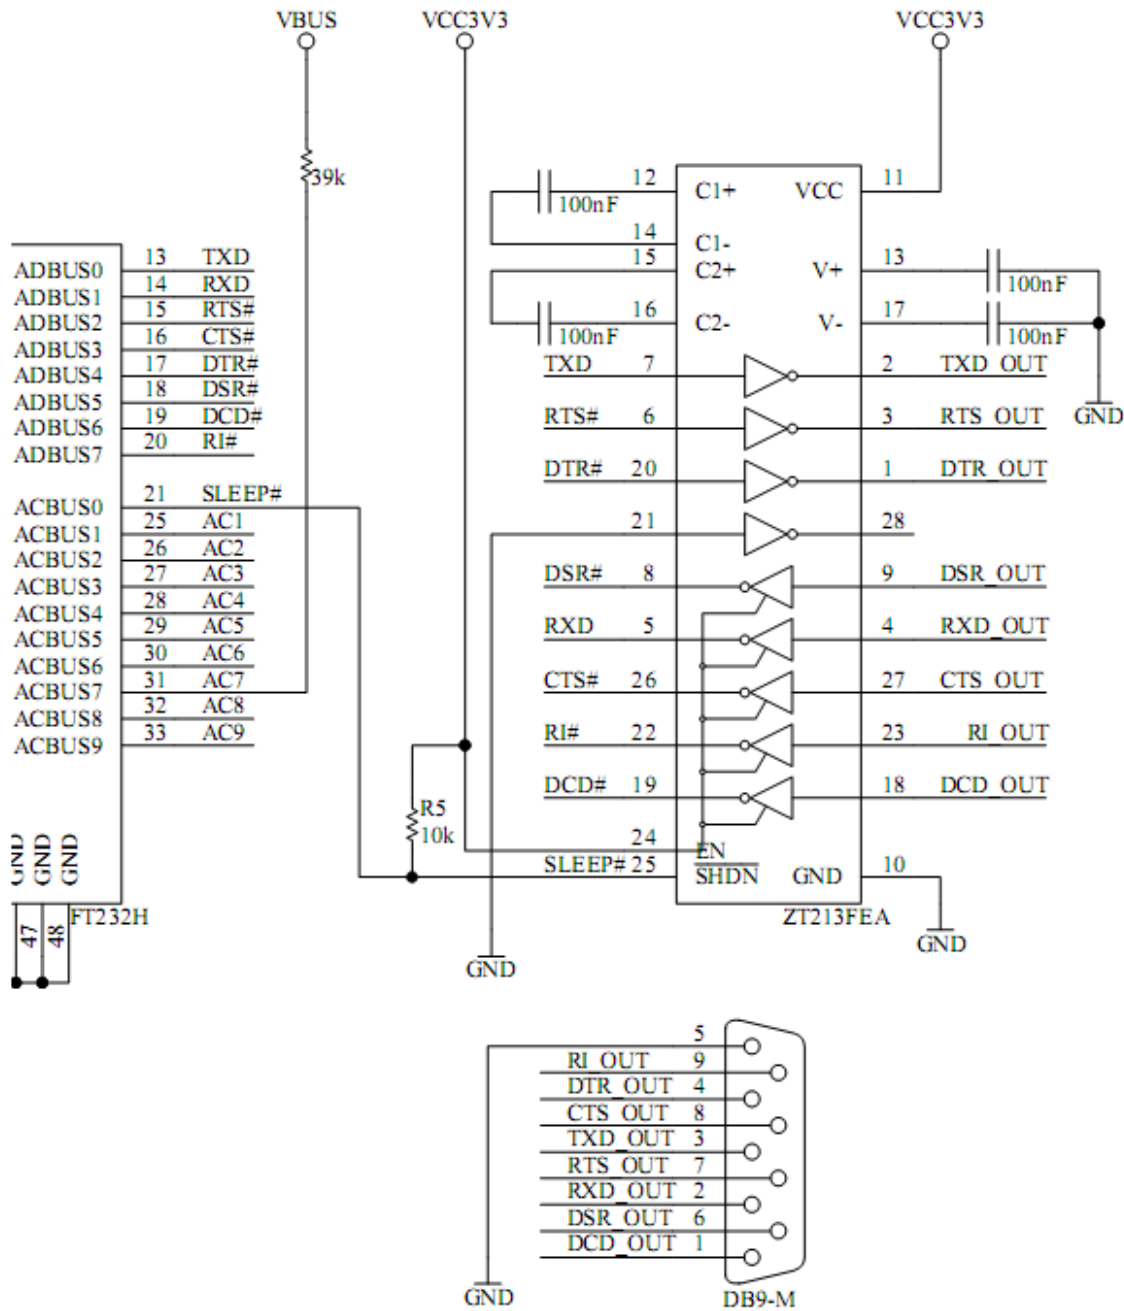 VBUS
VCC3V3
VCC3V3
39k
ADBUS0 13 TXD
ADBUS1 14 RXD
ADBUS2 15 RTS#
ADBUS3 16 CTS#
ADBUS4 17 DTR#
ADBUS5 18 DSR#
ADBUS6 19 DCD#
ADBUS7 20 RI#
ACBUS0 21 SLEEP#
ACBUS1 25 AC1
ACBUS2 26 AC2
ACBUS3 27 AC3
ACBUS4 28 AC4
ACBUS5 29 AC5
ACBUS6 30 AC6
ACBUS7 31 AC7
ACBUS8 32 AC8
ACBUS9 33 AC9
GND
GND
GND
47
48
FT232H
R5
10k
100nF
12 C1+ VCC 11
14 C1-
15 C2+ V+ 13
100nF
16 C2- V- 17
100nF
100nF
GND
TXD 7 2 TXD_OUT
RTS# 6 3 RTS_OUT
DTR# 20 1 DTR_OUT
21 28
DSR# 8 9 DSR_OUT
RXD 5 4 RXD_OUT
CTS# 26 27 CTS_OUT
RI# 22 23 RI_OUT
DCD# 19 18 DCD_OUT
24 EN
SLEEP# 25 SHDN GND 10
ZT213FEA
GND
GND
5
RI_OUT 9
DTR_OUT 4
CTS_OUT 8
TXD_OUT 3
RTS_OUT 7
RXD_OUT 2
DSR_OUT 6
DCD_OUT 1
GND
DB9-M